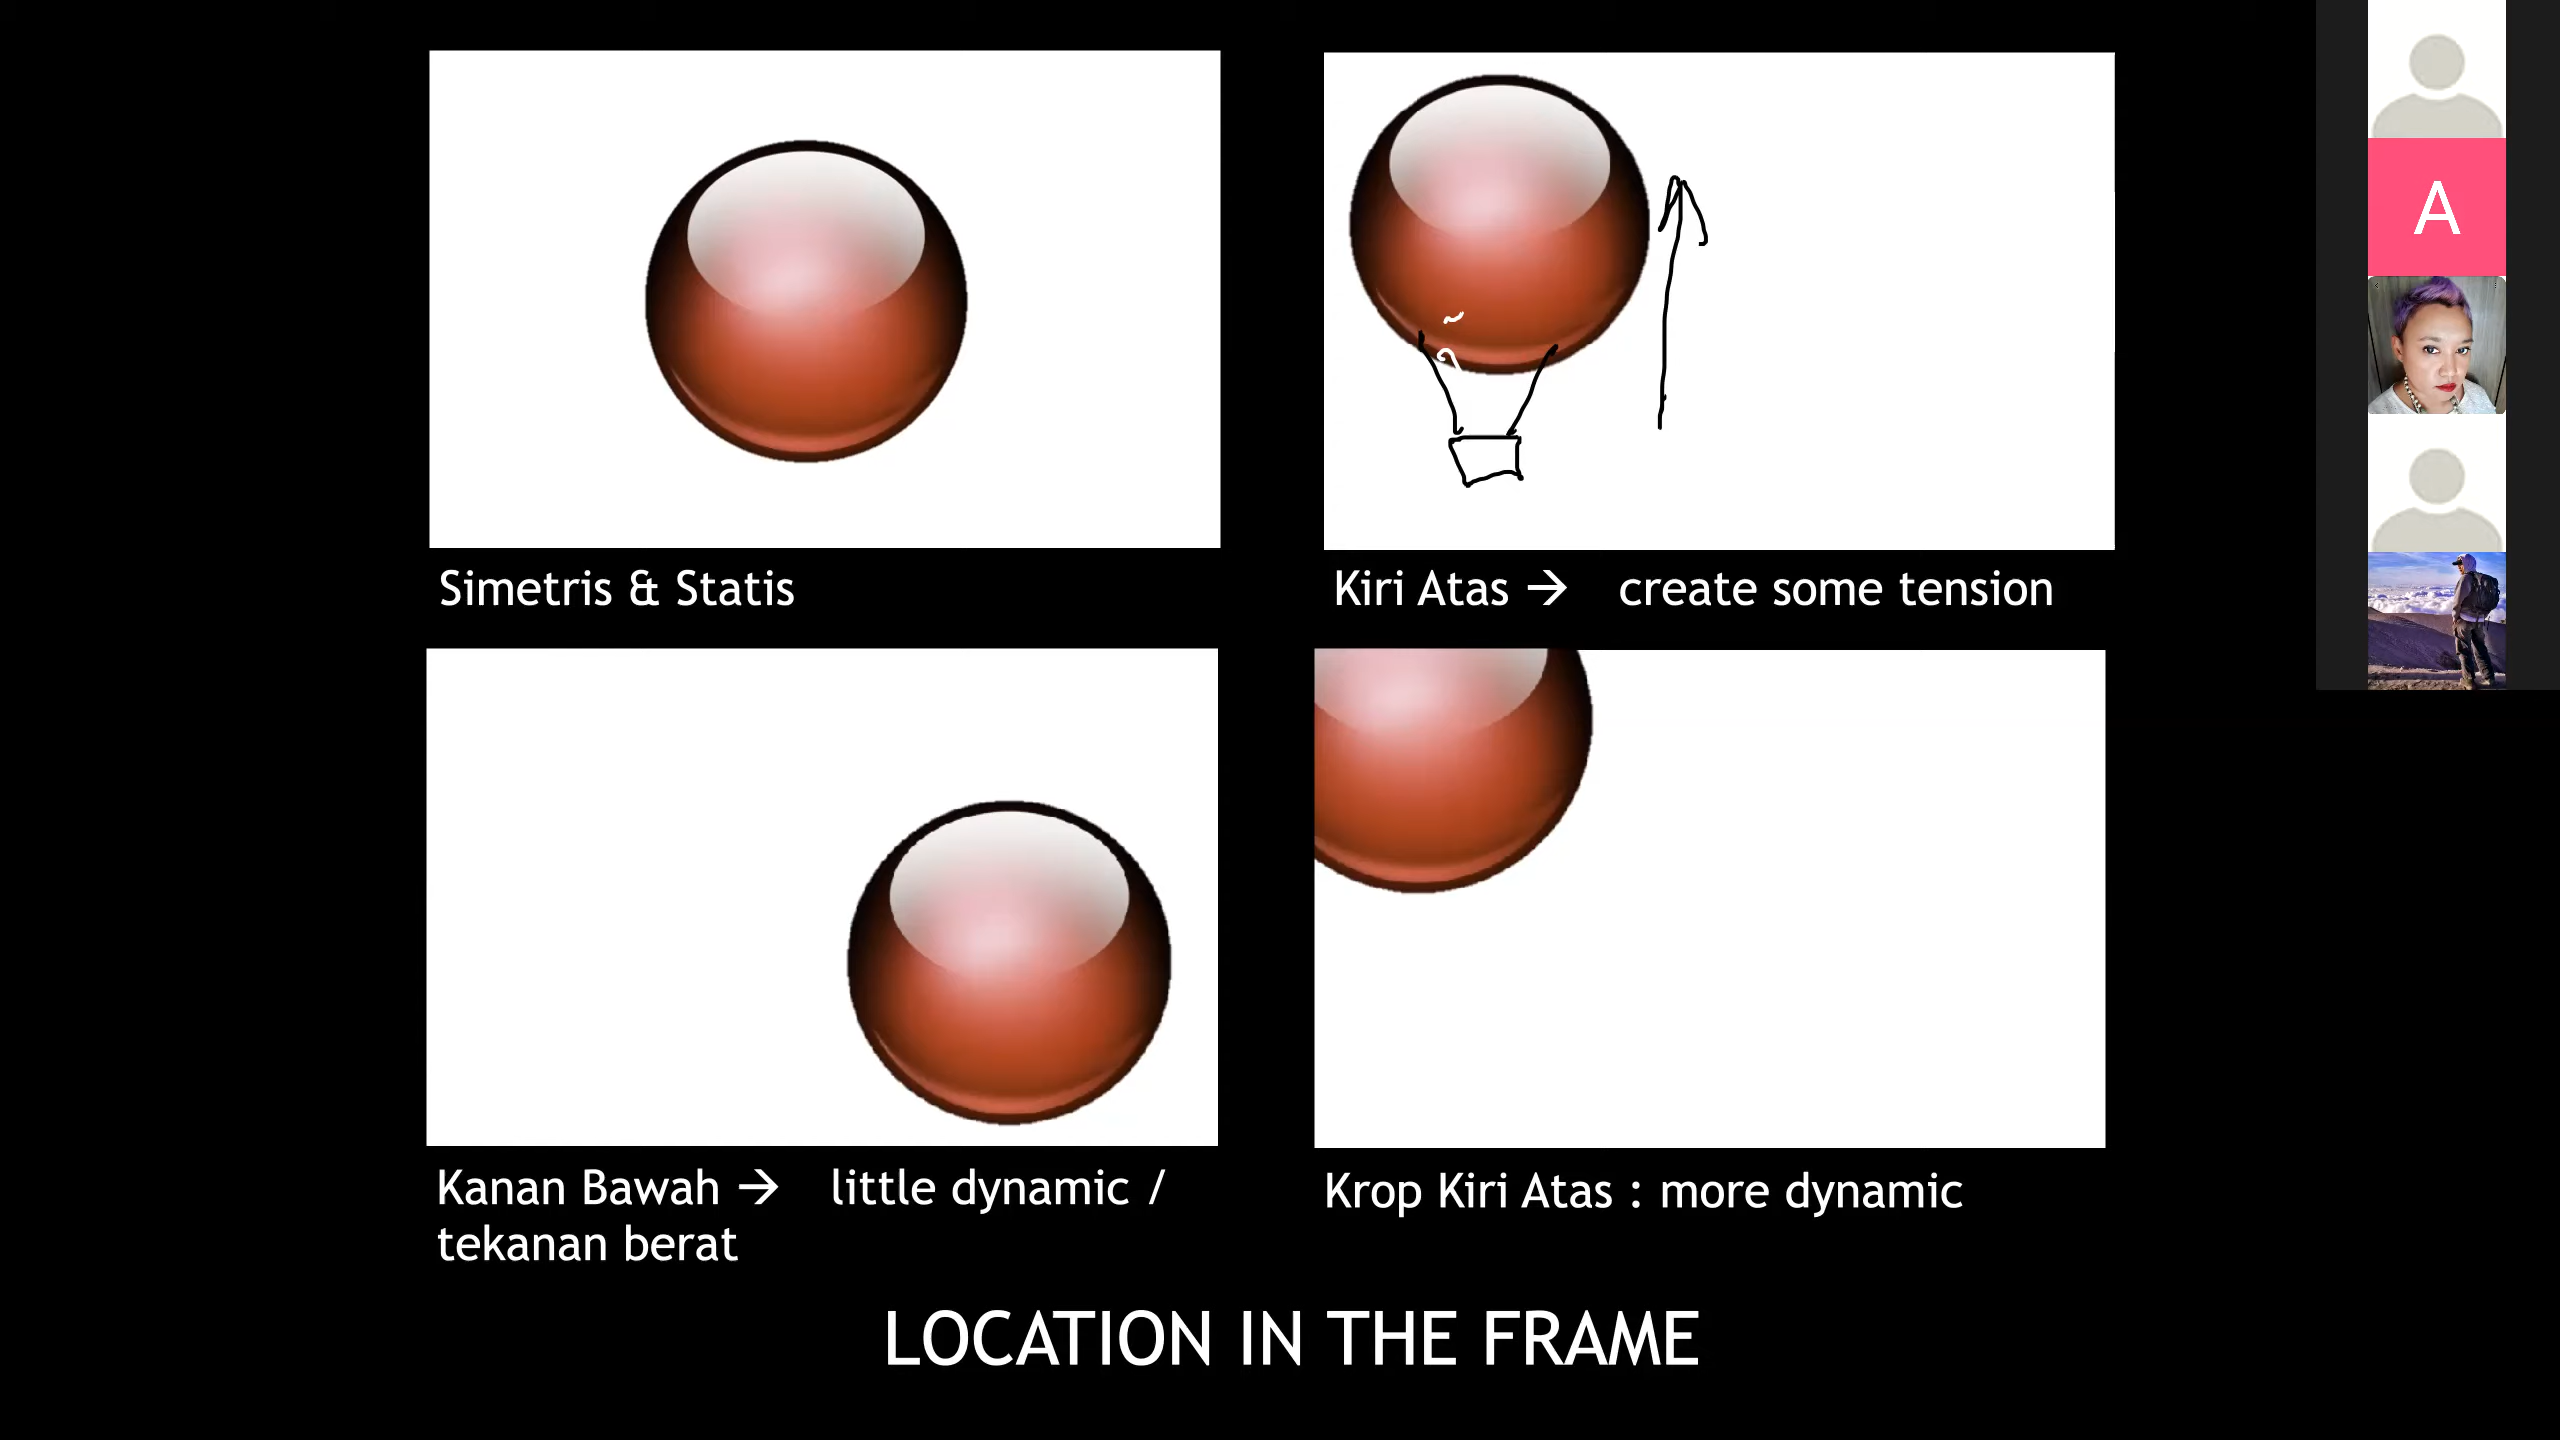 Simetris & Statis
Kiri Atas → create some tension
Kanan Bawah → little dynamic /
tekanan berat
Krop Kiri Atas : more dynamic
LOCATION IN THE FRAME
A